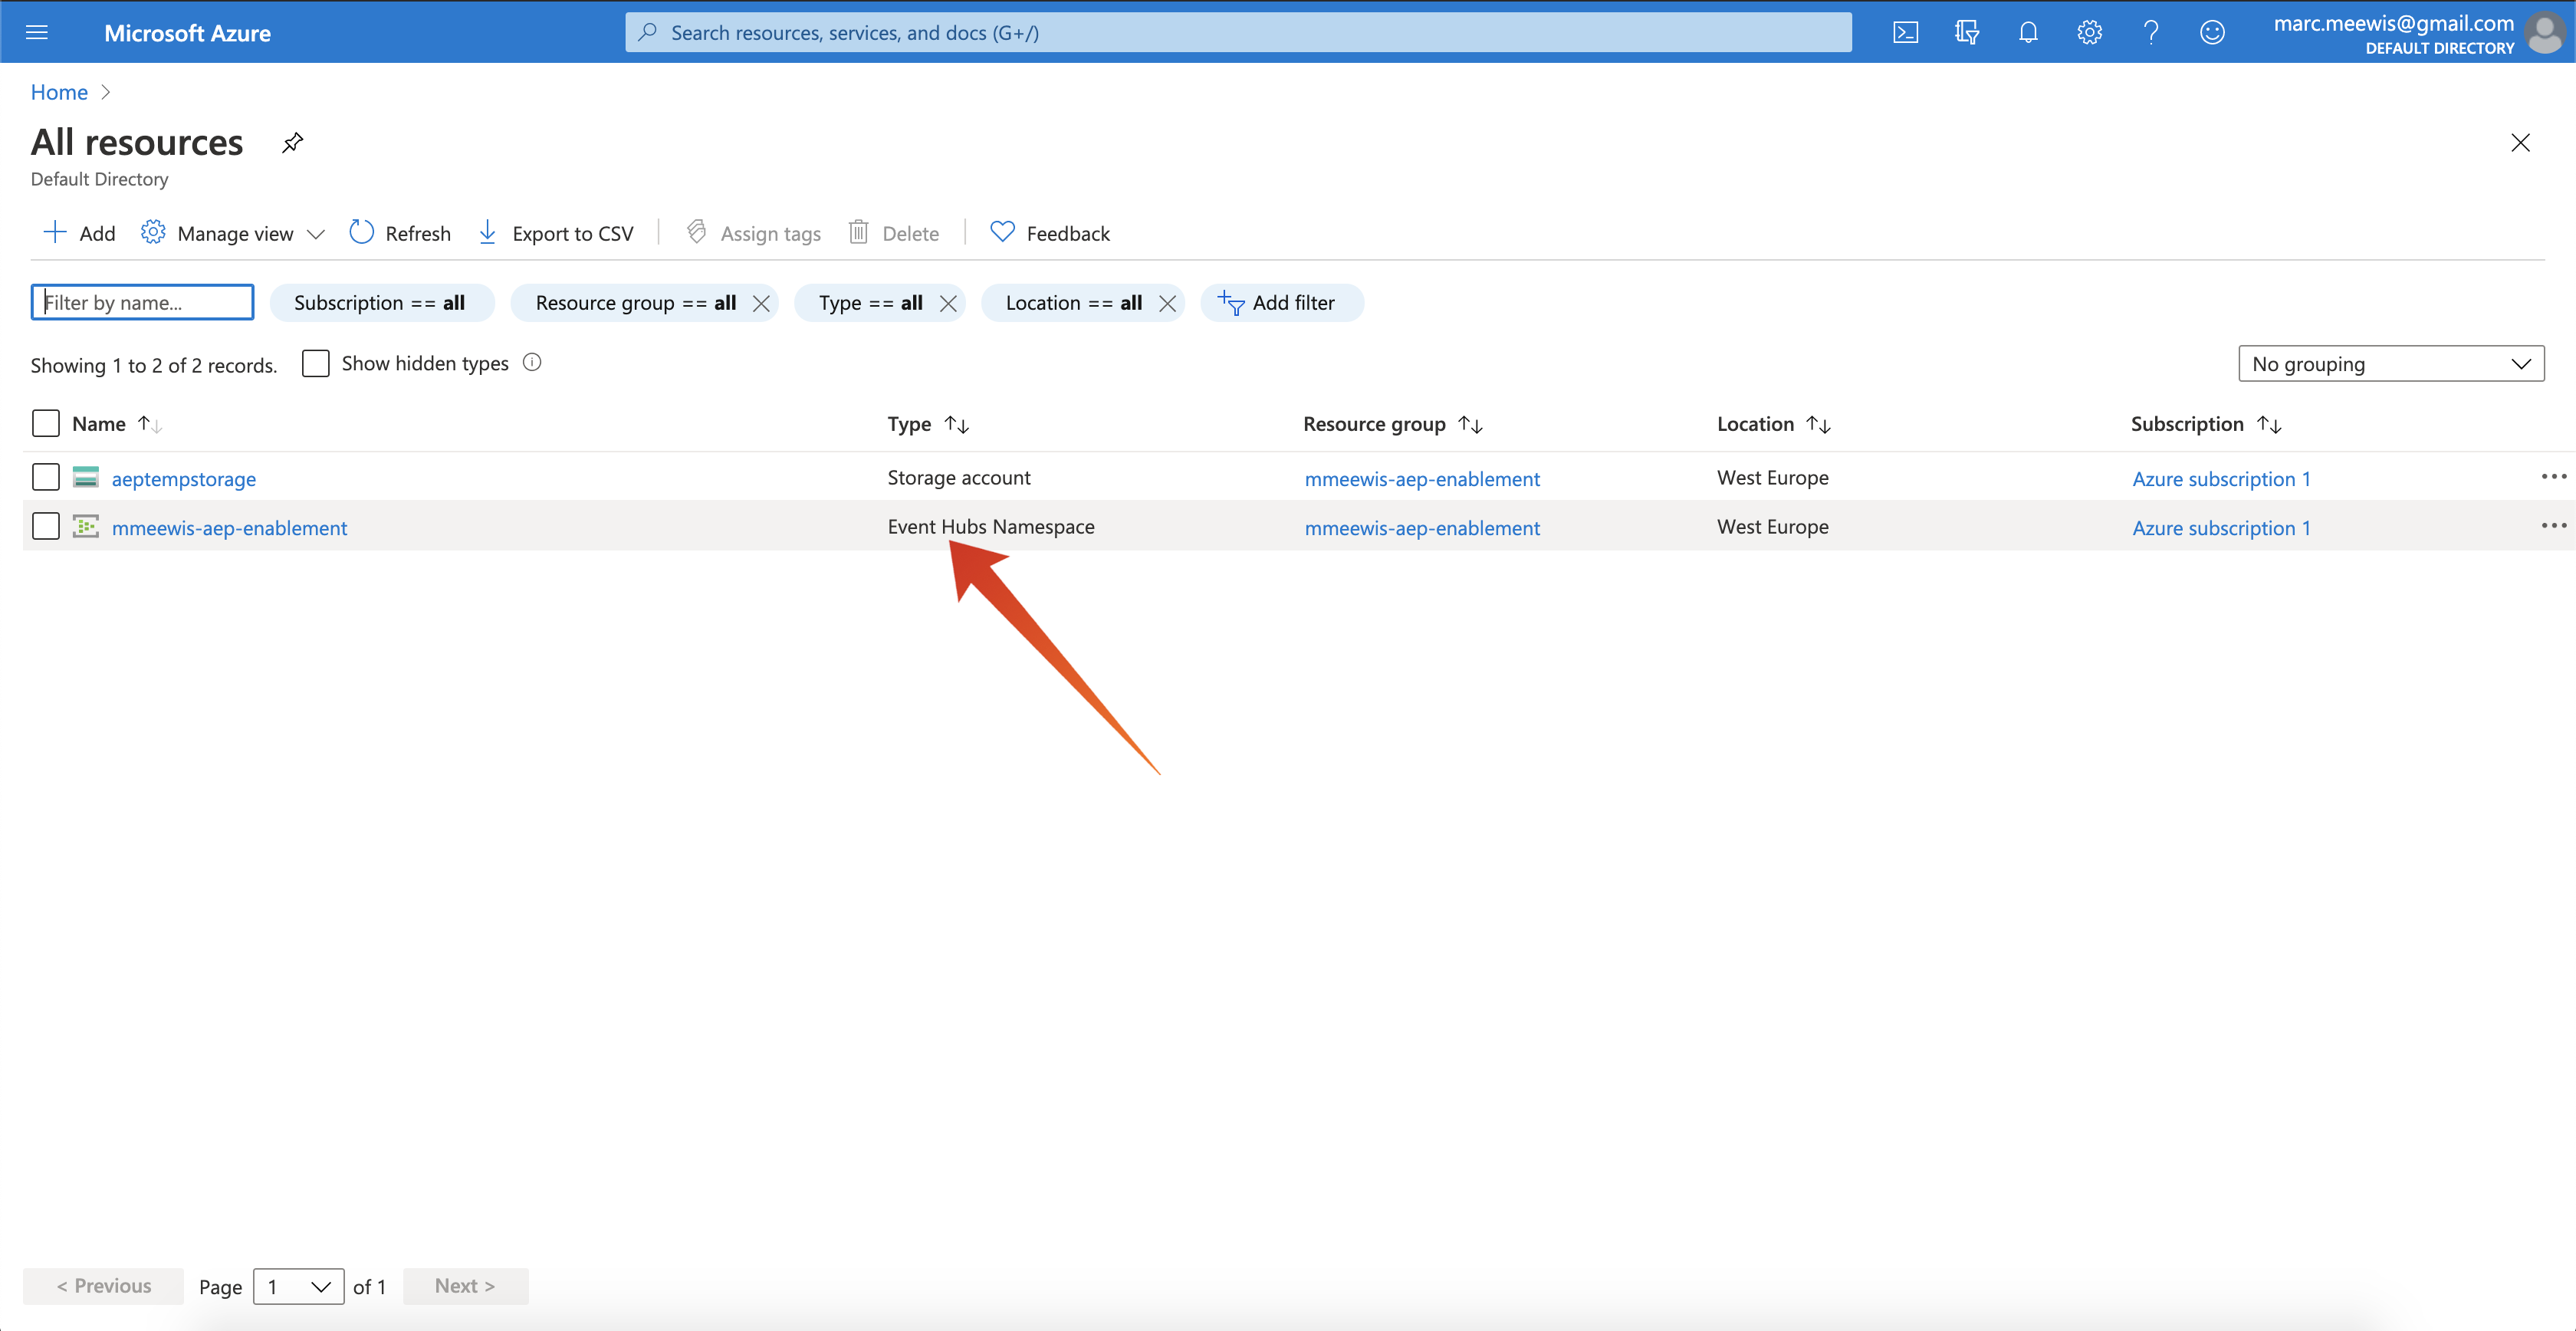 Microsoft Azure
Search resources, services, and docs (G+/)
marc.meewis@gmail.com
DEFAULT DIRECTORY
Home >
All resources
Default Directory
Add Manage view Refresh Export to CSV Assign tags Delete Feedback
Filter by name... Subscription == all Resource group == all Type == all Location == all Add filter
Showing 1 to 2 of 2 records. Show hidden types No grouping
Name Type Resource group Location Subscription
aeptempstorage Storage account mmeewis-aep-enablement West Europe Azure subscription 1
mmeewis-aep-enablement Event Hubs Namespace mmeewis-aep-enablement West Europe Azure subscription 1
< Previous Page 1 of 1 Next >